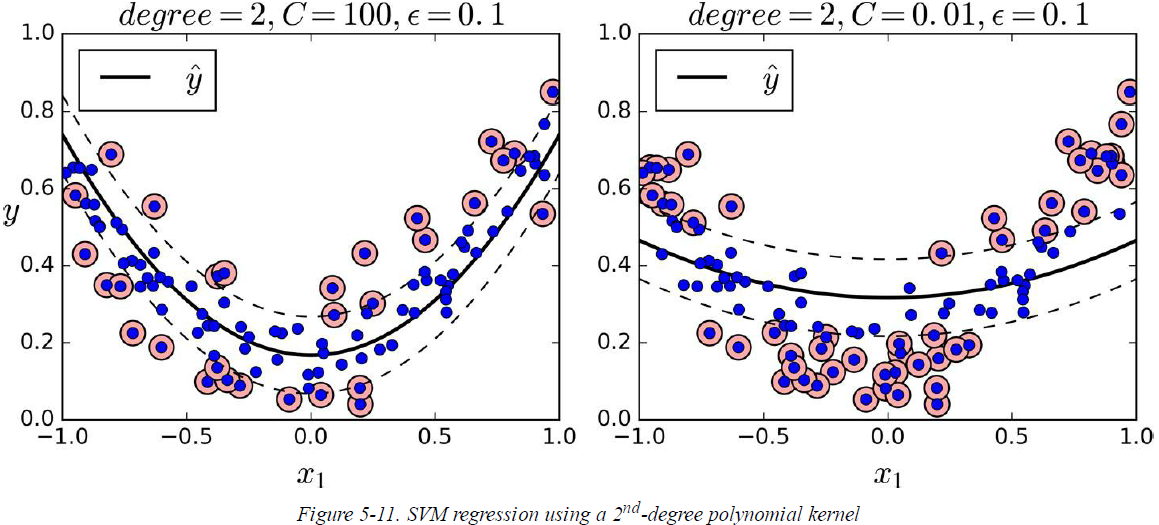 degree = 2, C = 100, ϵ = 0.1
1.0
0.8
0.6
0.4
0.2
0.0
y
ŷ
−1.0 −0.5 0.0 0.5 1.0
x₁
degree = 2, C = 0.01, ϵ = 0.1
1.0
0.8
0.6
0.4
0.2
0.0
ŷ
−1.0 −0.5 0.0 0.5 1.0
x₁
Figure 5-11. SVM regression using a 2nd-degree polynomial kernel